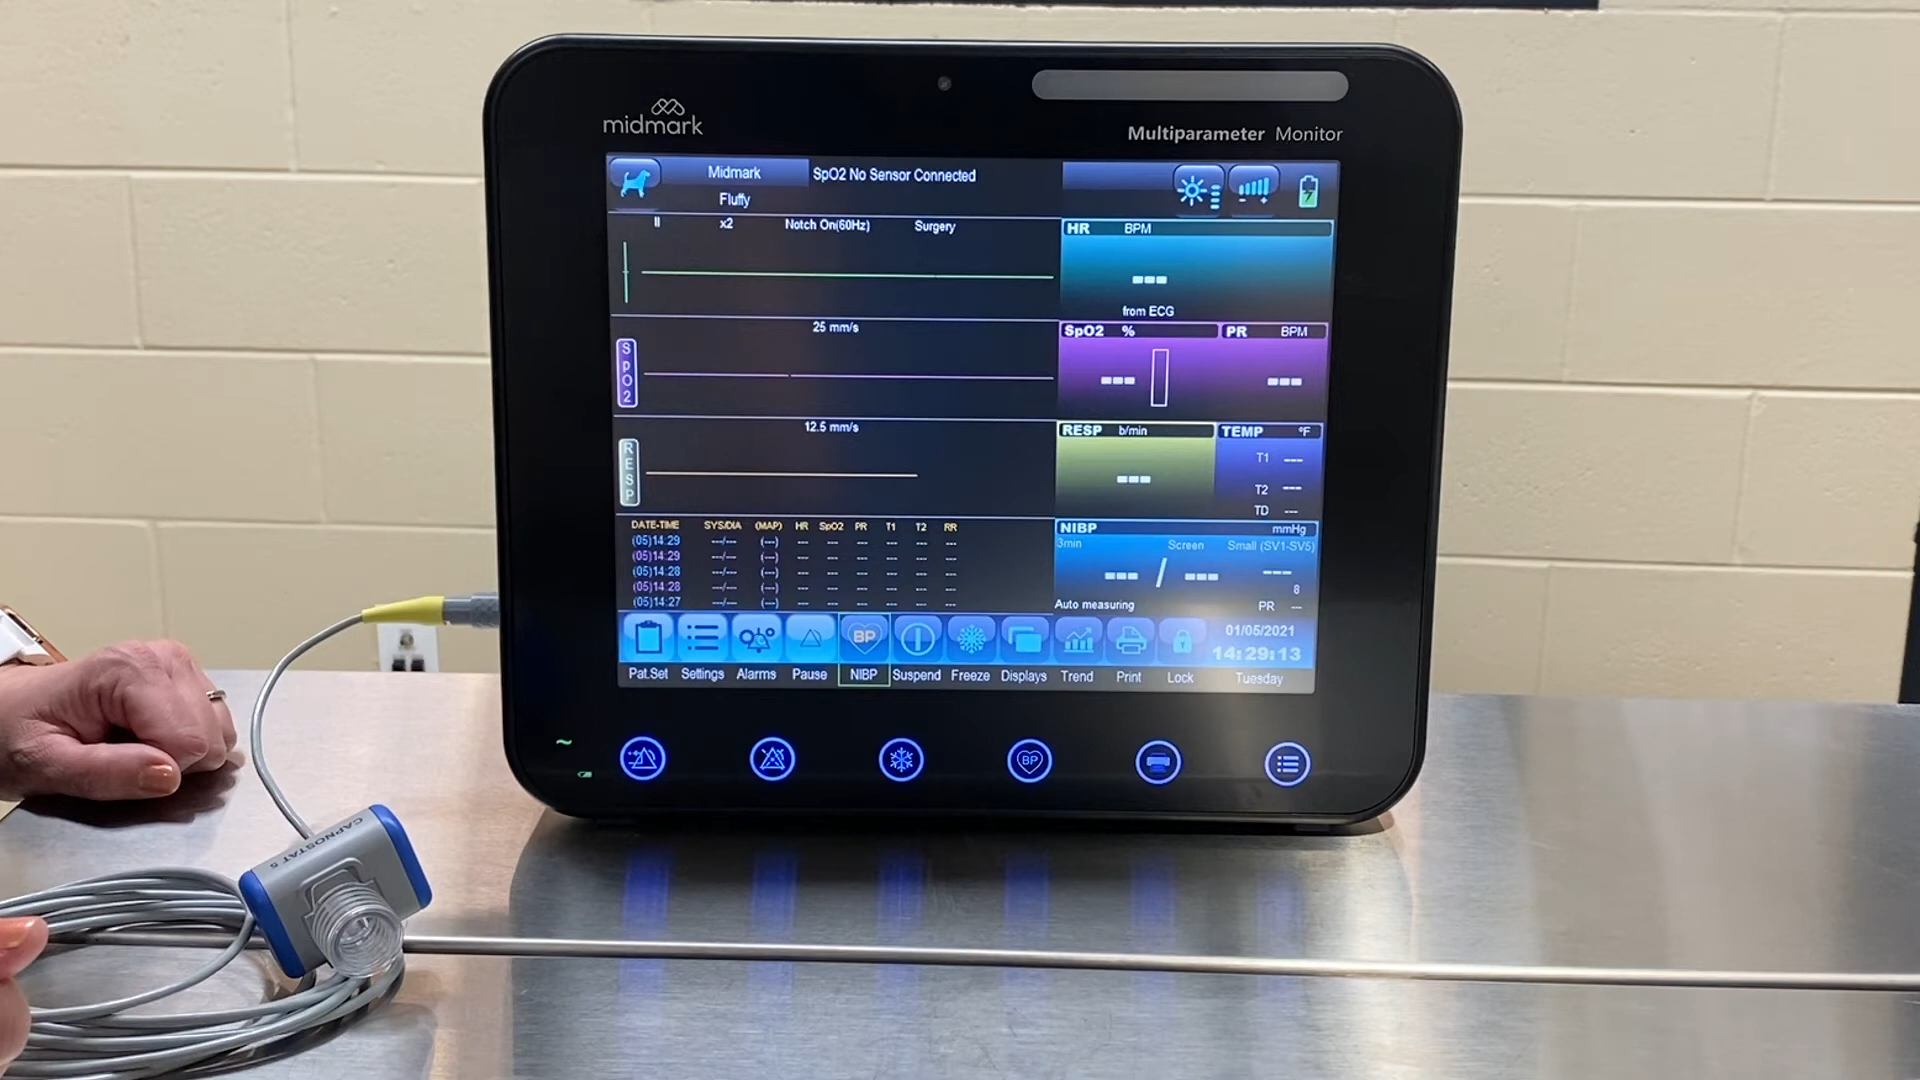 midmark
Multiparameter Monitor
Midmark
SpO2 No Sensor Connected
Fluffy
II x2 Notch On(60Hz) Surgery
HR BPM
---
from ECG
25 mm/s
SpO2
SpO2 % PR BPM
--- ---
12.5 mm/s
RESP
RESP b/min TEMP °F
---
T1 ---
T2 ---
TD ---
DATE-TIME SYS/DIA (MAP) HR SpO2 PR T1 T2 RR
(05)14:29 ---/--- (---) --- --- --- --- --- ---
(05)14:29 ---/--- (---) --- --- --- --- --- ---
(05)14:28 ---/--- (---) --- --- --- --- --- ---
(05)14:28 ---/--- (---) --- --- --- --- --- ---
(05)14:27 ---/--- (---) --- --- --- --- --- ---
NIBP mmHg
3min Screen Small (SV1-SV5)
--- / --- ---
8
Auto measuring PR ---
BP
01/05/2021
14:29:13
Pat.Set Settings Alarms Pause NIBP Suspend Freeze Displays Trend Print Lock Tuesday
BP
CAPNOSTAT 5